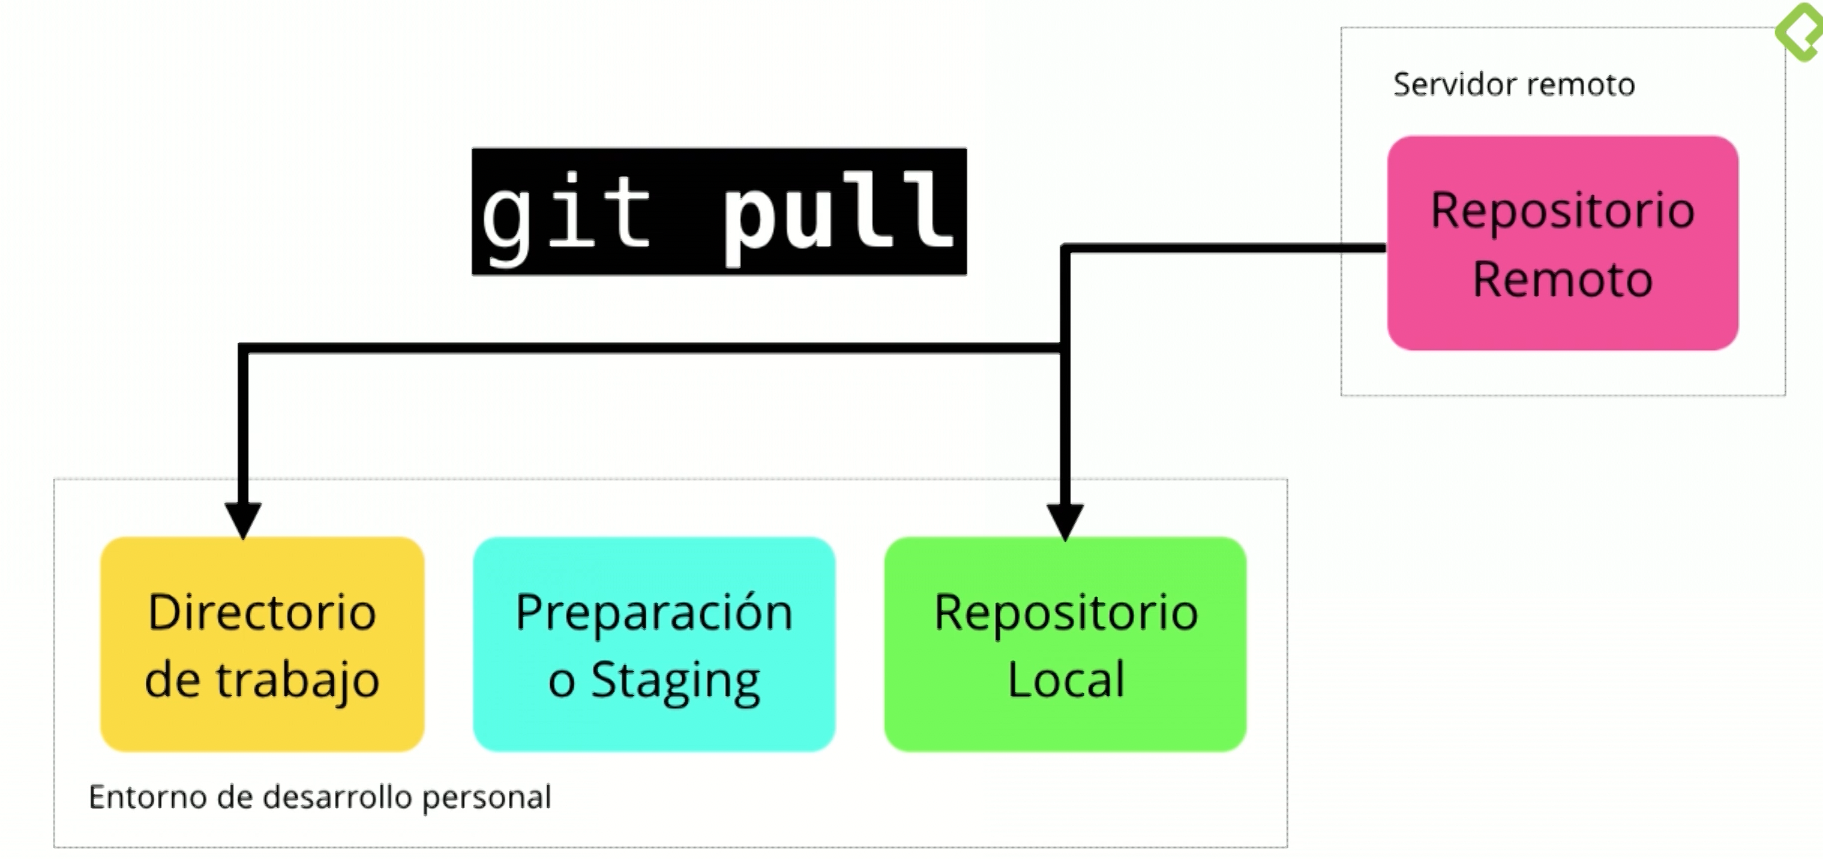 Servidor remoto
git pull
Repositorio
Remoto
Directorio
de trabajo
Preparación
o Staging
Repositorio
Local
Entorno de desarrollo personal